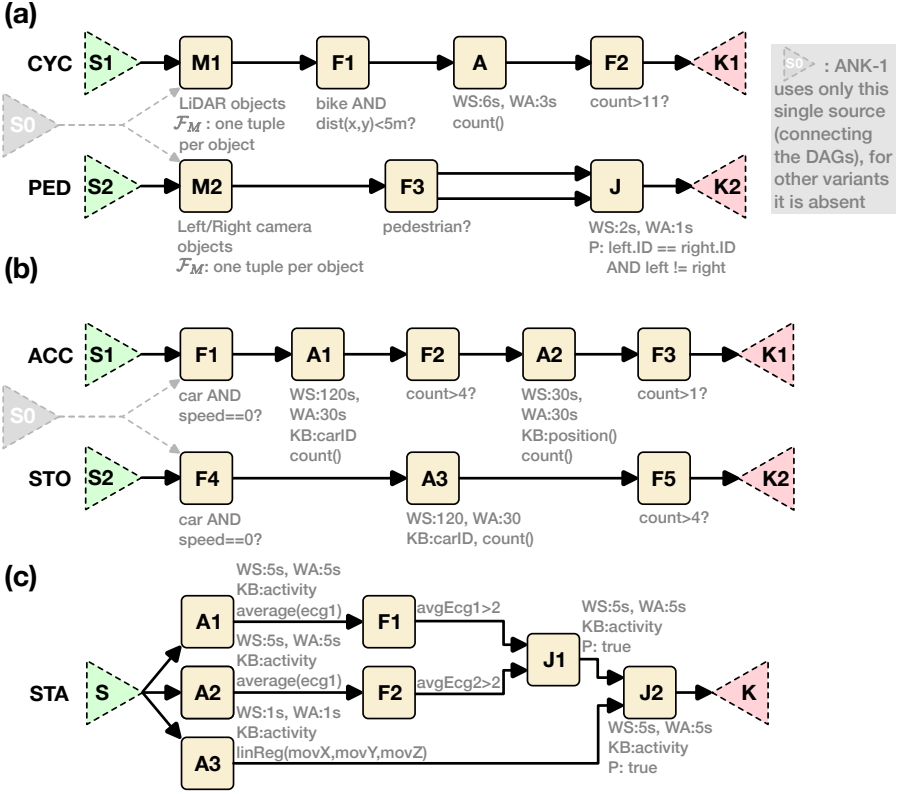 (a)
CYC
S1
M1
F1
A
F2
K1
LiDAR objects
ℱM : one tuple
per object
bike AND
dist(x,y)<5m?
WS:6s, WA:3s
count()
count>11?
S0
S0 : ANK-1
uses only this
single source
(connecting
the DAGs), for
other variants
it is absent
PED
S2
M2
F3
J
K2
Left/Right camera
objects
ℱM: one tuple per object
pedestrian?
WS:2s, WA:1s
P: left.ID == right.ID
AND left != right
(b)
ACC
S1
F1
A1
F2
A2
F3
K1
car AND
speed==0?
WS:120s,
WA:30s
KB:carID
count()
count>4?
WS:30s,
WA:30s
KB:position()
count()
count>1?
S0
STO
S2
F4
A3
F5
K2
car AND
speed==0?
WS:120, WA:30
KB:carID, count()
count>4?
(c)
STA
S
WS:5s, WA:5s
KB:activity
average(ecg1)
A1
F1
avgEcg1>2
WS:5s, WA:5s
KB:activity
average(ecg1)
A2
F2
avgEcg2>2
J1
WS:5s, WA:5s
KB:activity
P: true
J2
K
WS:1s, WA:1s
KB:activity
linReg(movX,movY,movZ)
A3
WS:5s, WA:5s
KB:activity
P: true